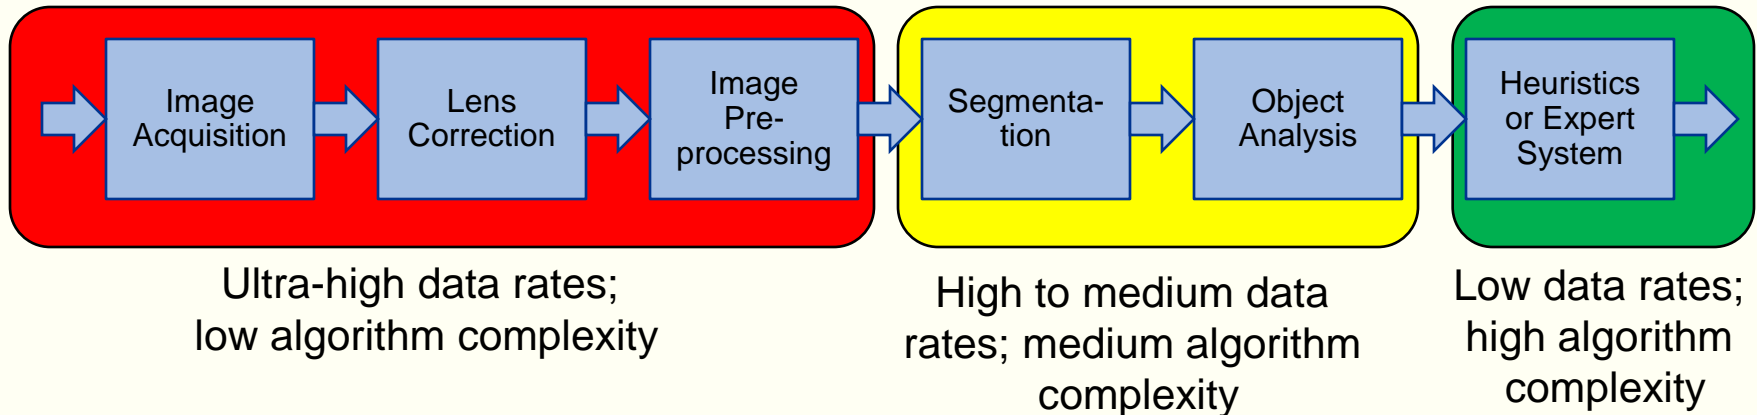 Image
Acquisition
Lens
Correction
Image
Pre-
processing
Segmenta-
tion
Object
Analysis
Heuristics
or Expert
System
Ultra-high data rates;
low algorithm complexity
High to medium data
rates; medium algorithm
complexity
Low data rates;
high algorithm
complexity